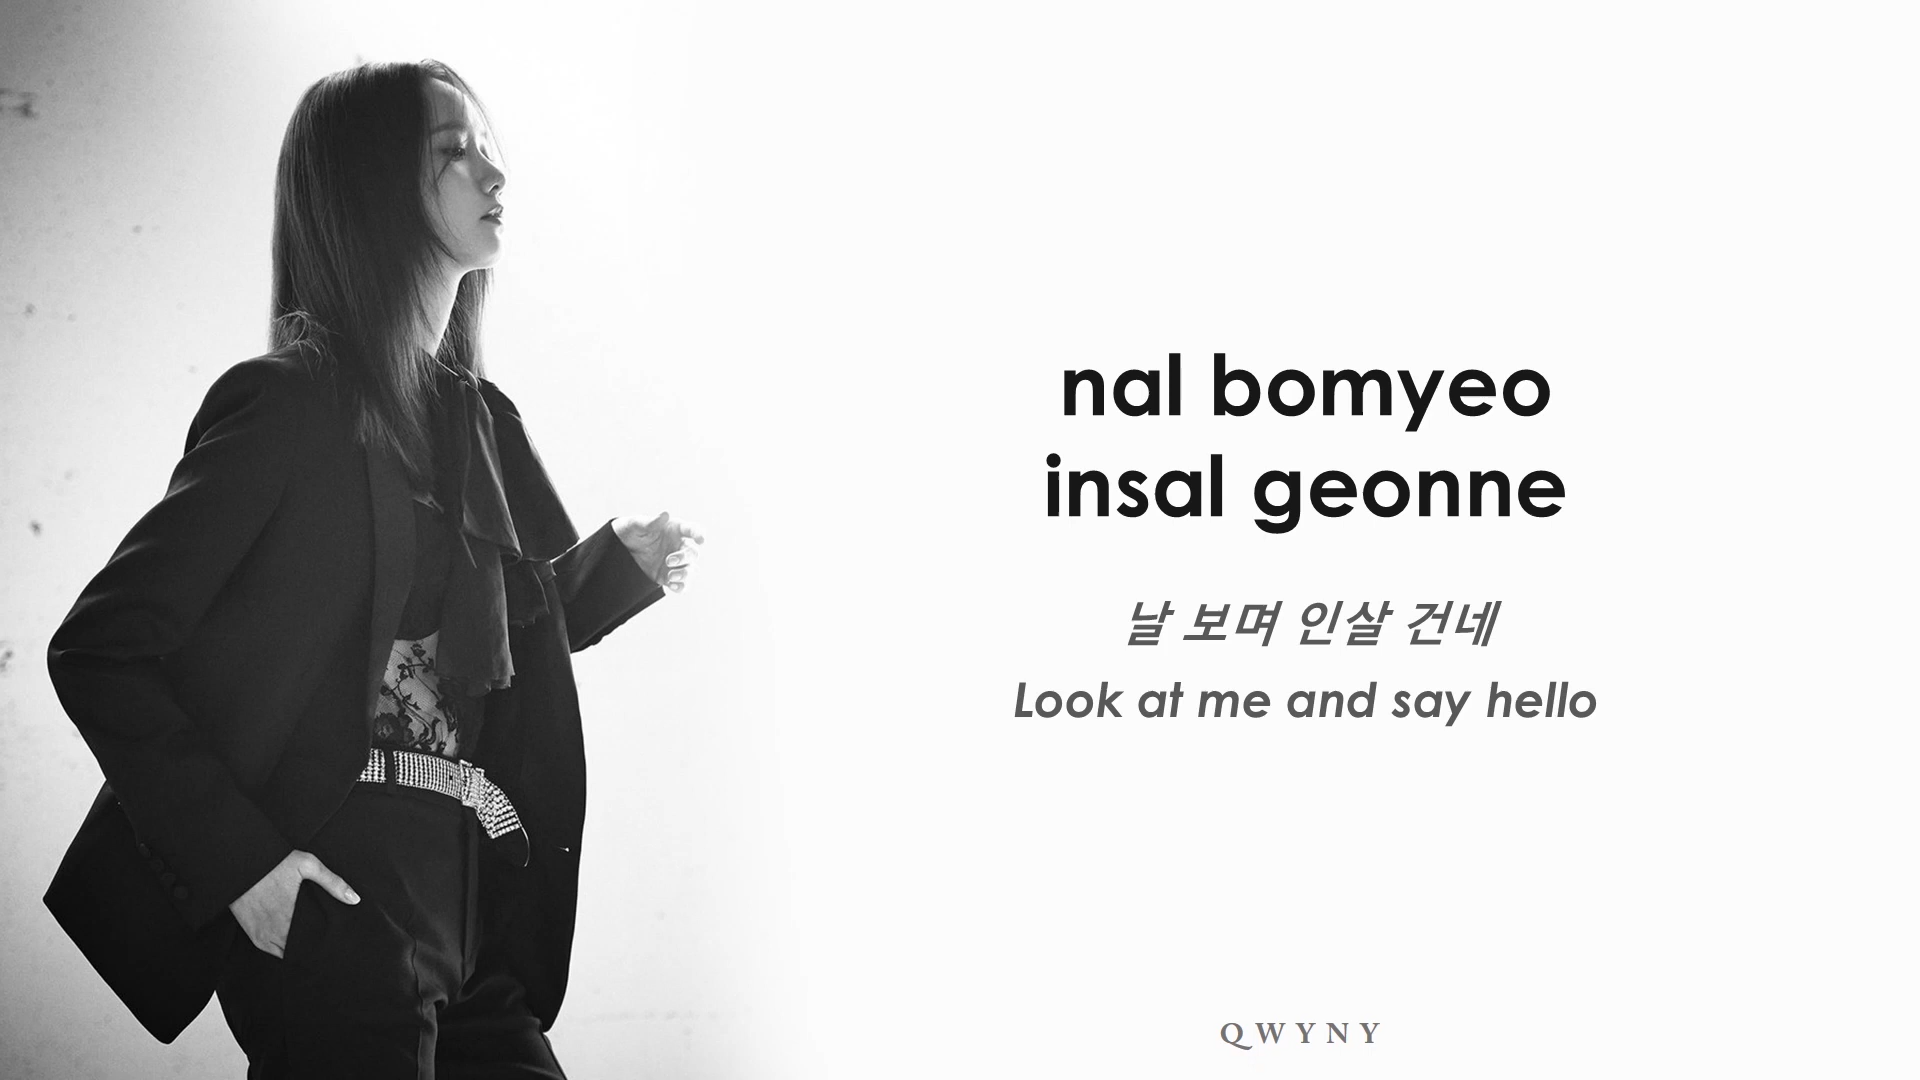 nal bomyeo
insal geonne
날 보며 인살 건네
Look at me and say hello
QWYNY